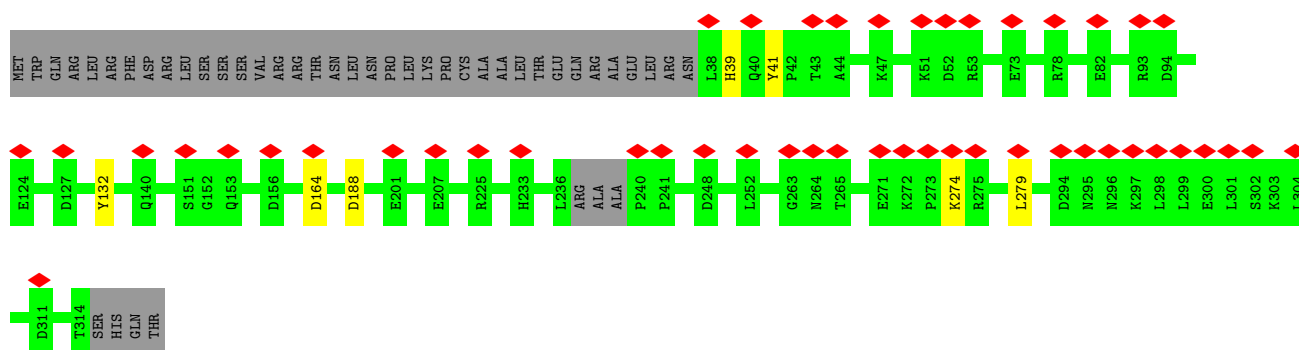 MET TRP GLN ARG LEU ARG PHE ASP ARG LEU SER SER SER VAL ARG ARG THR ASN LEU ASN PRO LEU LYS PRO CYS ALA ALA LEU THR GLU GLN ARG ALA GLU LEU ARG ASN L38 H39 Q40 Y41 P42 T43 A44 K47 K51 D52 R53 E73 R78 E82 R93 D94
E124 D127 Y132 Q140 S151 G152 Q153 D156 D164 D188 E201 E207 R225 H233 L236 ARG ALA ALA P240 P241 D248 L252 G263 N264 T265 E271 K272 P273 K274 R275 L279 D294 N295 N296 K297 L298 L299 E300 L301 S302 K303 L304
D311 T314 SER HIS GLN THR